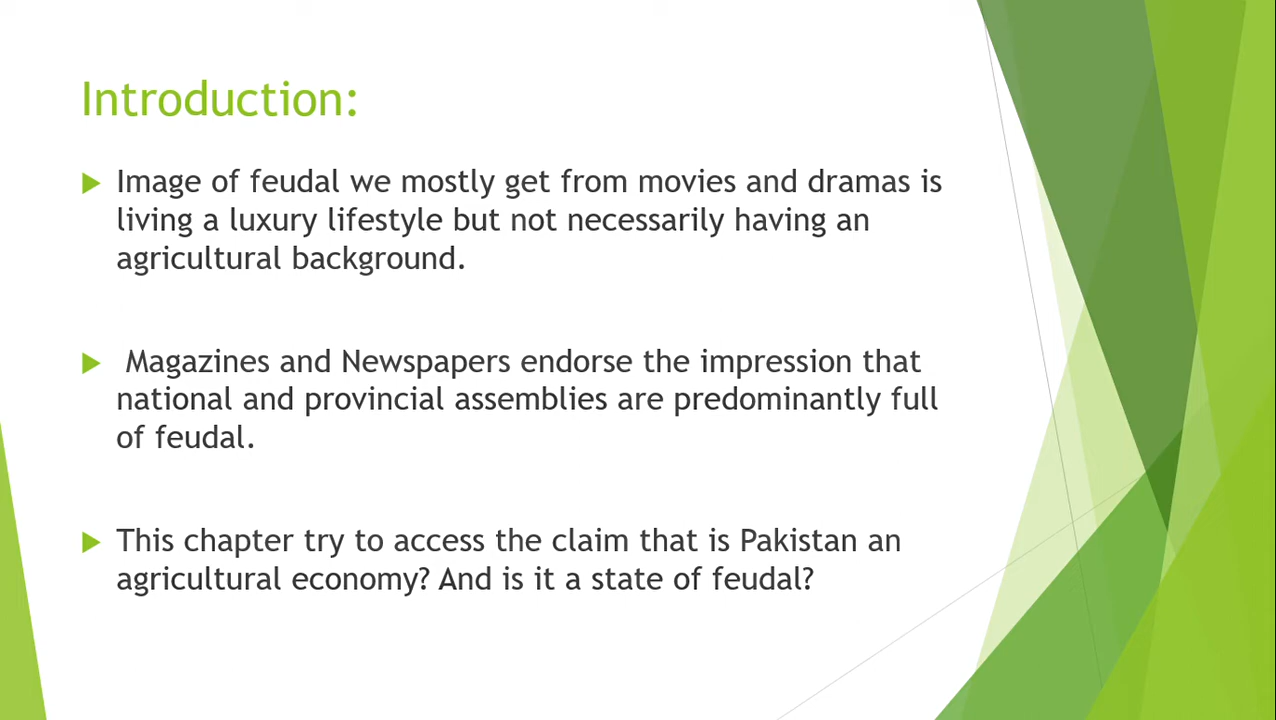 Introduction:
Image of feudal we mostly get from movies and dramas is
living a luxury lifestyle but not necessarily having an
agricultural background.
Magazines and Newspapers endorse the impression that
national and provincial assemblies are predominantly full
of feudal.
This chapter try to access the claim that is Pakistan an
agricultural economy? And is it a state of feudal?